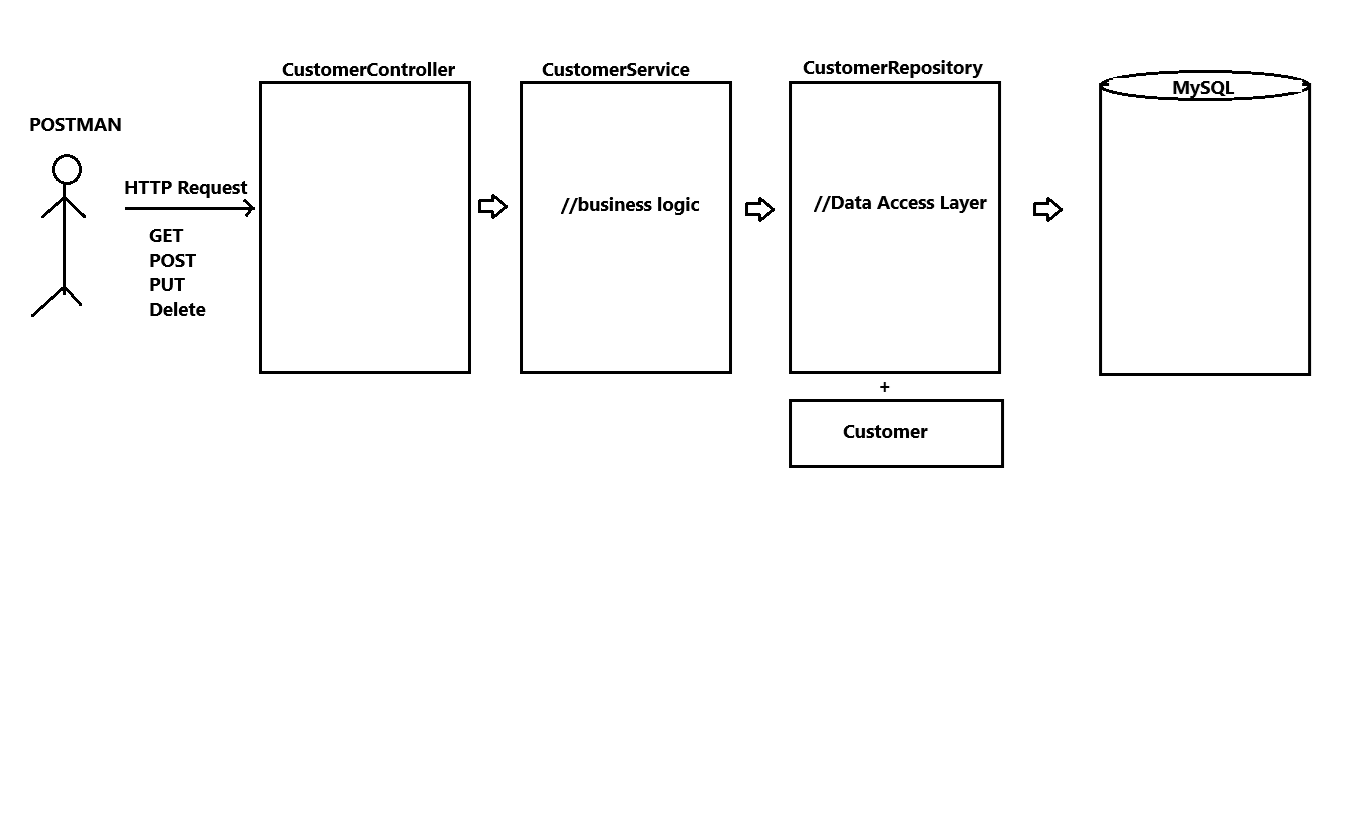 CustomerController
CustomerService
CustomerRepository
MySQL
POSTMAN
HTTP Request
GET
POST
PUT
Delete
//business logic
//Data Access Layer
+
Customer